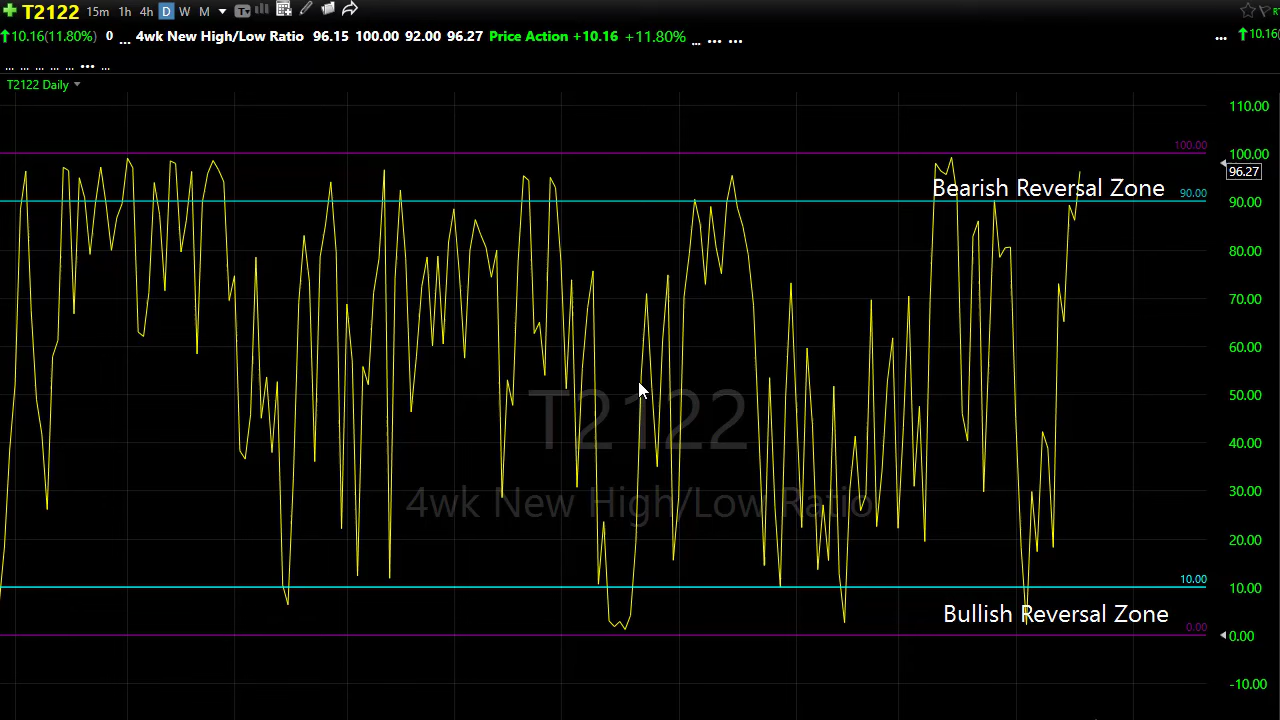 T2122 15m 1h 4h D W M
10.16(11.80%) 0 ... 4wk New High/Low Ratio 96.15 100.00 92.00 96.27 Price Action +10.16 +11.80% ... ... ... ... 10.16(
... ... ... ... ... ... ...
T2122 Daily
110.00
100.00 100.00
96.27
Bearish Reversal Zone 90.00 90.00
80.00
70.00
60.00
50.00
T2122
40.00
30.00
4wk New High/Low Ratio
20.00
10.00 10.00
Bullish Reversal Zone 0.00 0.00
-10.00